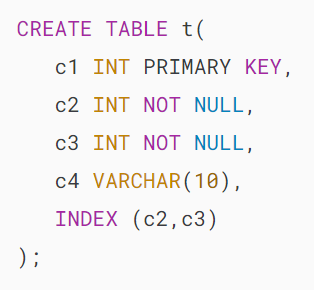 CREATE TABLE t(
   c1 INT PRIMARY KEY,
   c2 INT NOT NULL,
   c3 INT NOT NULL,
   c4 VARCHAR(10),
   INDEX (c2,c3)
);